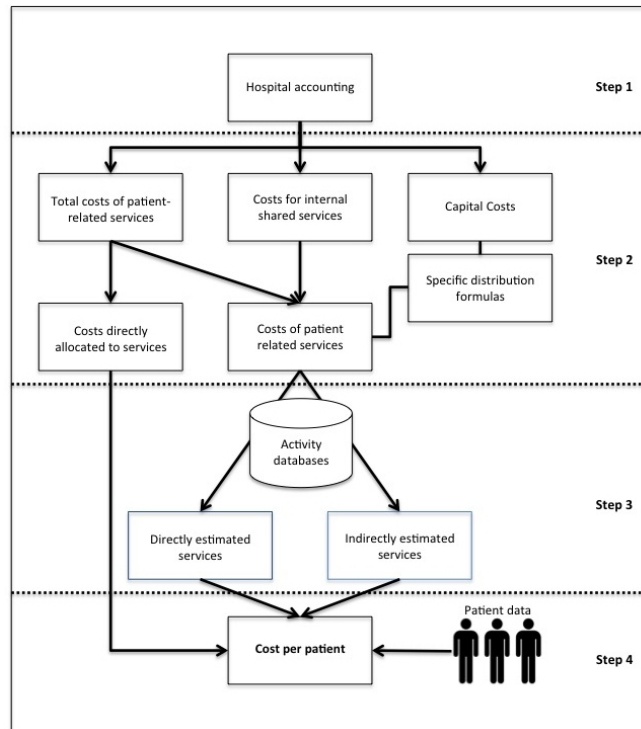 Hospital accounting
Step 1
Total costs of patient-
related services
Costs for internal
shared services
Capital Costs
Step 2
Specific distribution
formulas
Costs directly
allocated to services
Costs of patient
related services
Activity
databases
Step 3
Directly estimated
services
Indirectly estimated
services
Patient data
Cost per patient
Step 4